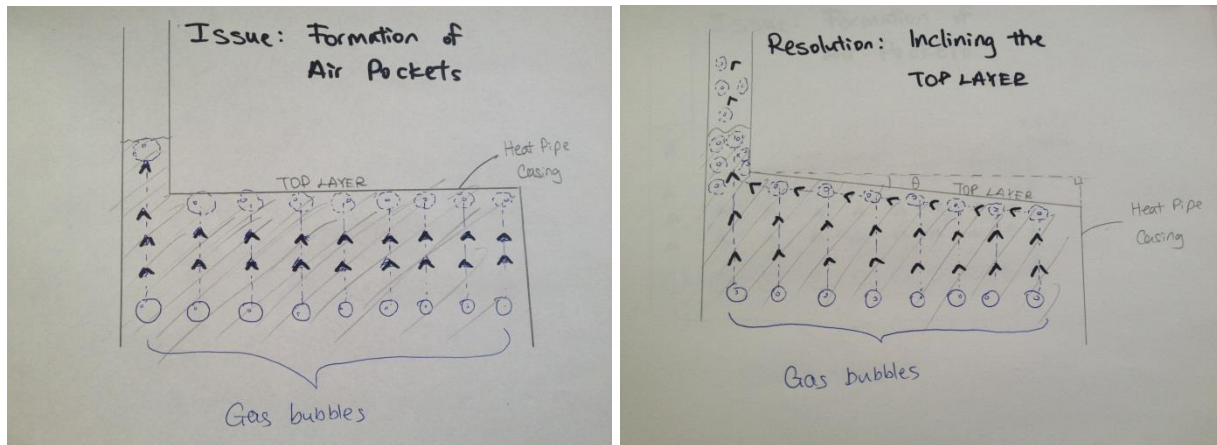 Issue: Formation of
Air Pockets
Heat Pipe
Casing
TOP LAYER
Gas bubbles
Resolution: Inclining the
TOP LAYER
θ
TOP LAYER
Heat Pipe
Casing
Gas bubbles